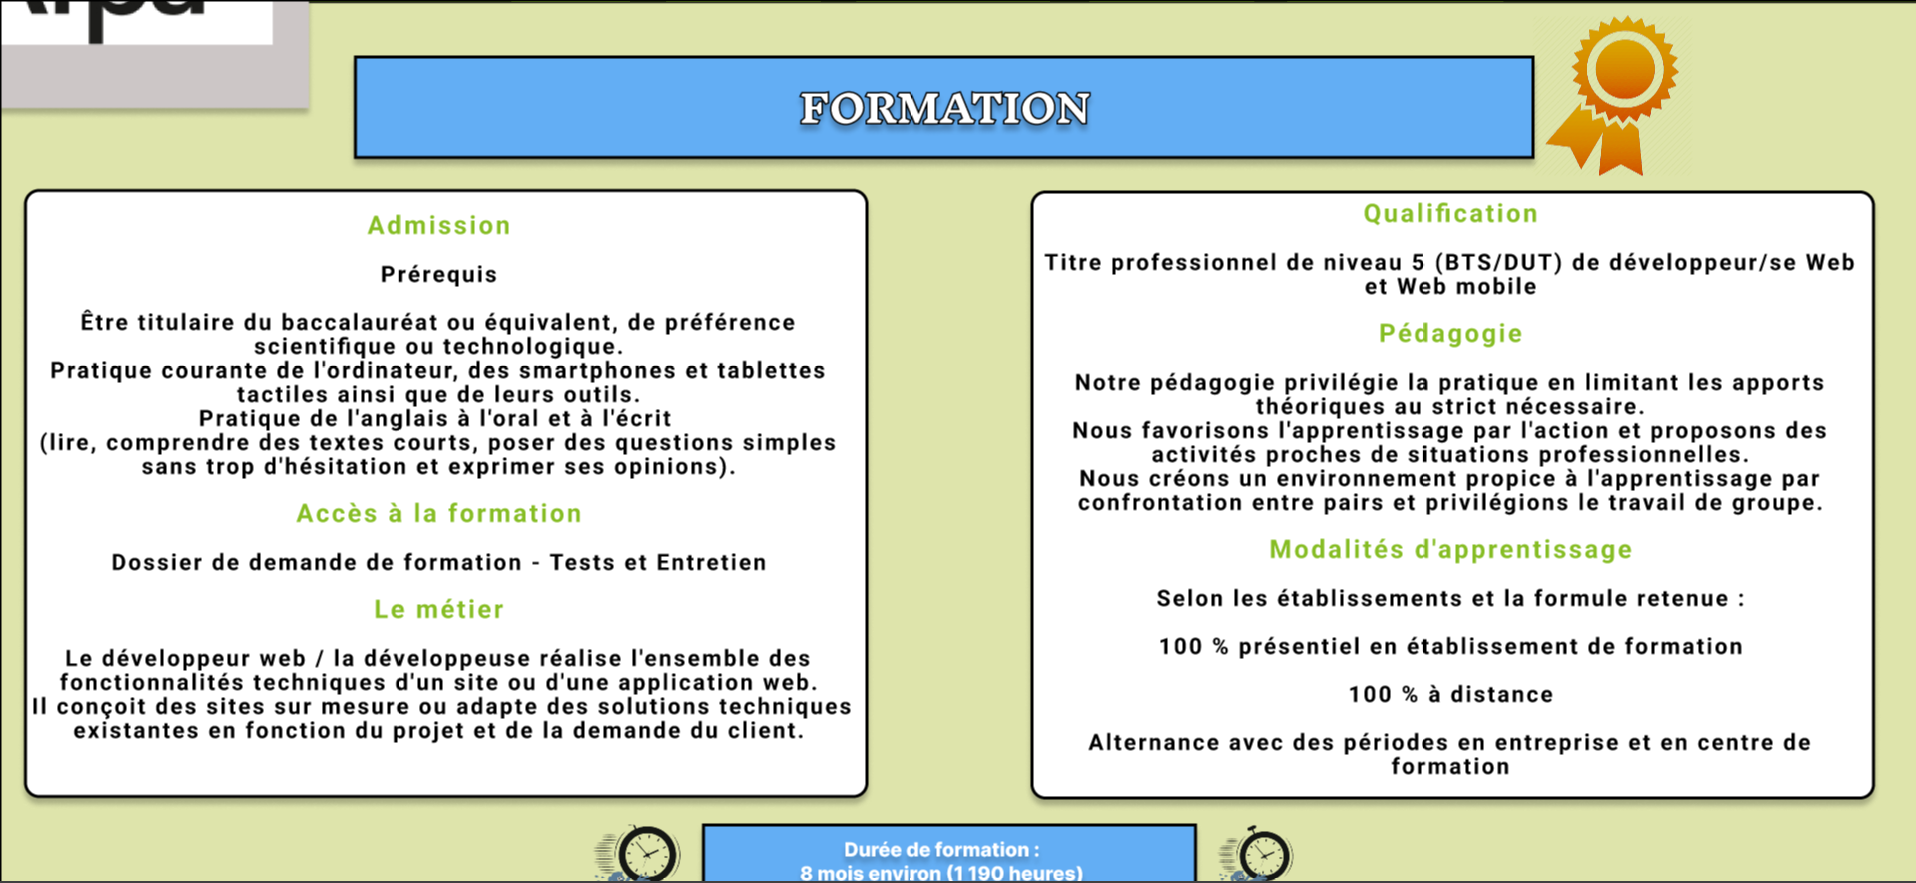 FORMATION
Admission
Prérequis
Être titulaire du baccalauréat ou équivalent, de préférence
scientifique ou technologique.
Pratique courante de l'ordinateur, des smartphones et tablettes
tactiles ainsi que de leurs outils.
Pratique de l'anglais à l'oral et à l'écrit
(lire, comprendre des textes courts, poser des questions simples
sans trop d'hésitation et exprimer ses opinions).
Accès à la formation
Dossier de demande de formation - Tests et Entretien
Le métier
Le développeur web / la développeuse réalise l'ensemble des
fonctionnalités techniques d'un site ou d'une application web.
Il conçoit des sites sur mesure ou adapte des solutions techniques
existantes en fonction du projet et de la demande du client.
Qualification
Titre professionnel de niveau 5 (BTS/DUT) de développeur/se Web
et Web mobile
Pédagogie
Notre pédagogie privilégie la pratique en limitant les apports
théoriques au strict nécessaire.
Nous favorisons l'apprentissage par l'action et proposons des
activités proches de situations professionnelles.
Nous créons un environnement propice à l'apprentissage par
confrontation entre pairs et privilégions le travail de groupe.
Modalités d'apprentissage
Selon les établissements et la formule retenue :
100 % présentiel en établissement de formation
100 % à distance
Alternance avec des périodes en entreprise et en centre de
formation
Durée de formation :
8 mois environ (1 190 heures)